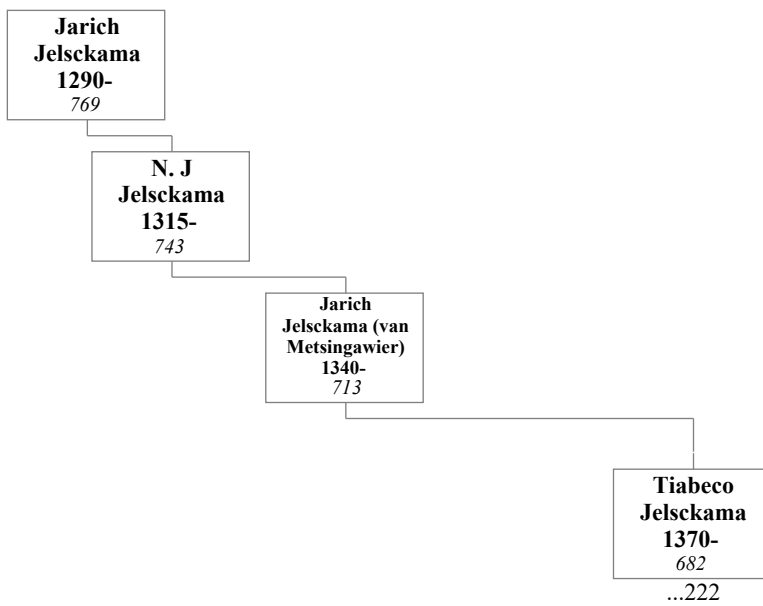 Jarich
Jelsckama
1290-
769
N. J
Jelsckama
1315-
743
Jarich
Jelsckama (van
Metsingawier)
1340-
713
Tiabeco
Jelsckama
1370-
682
...222